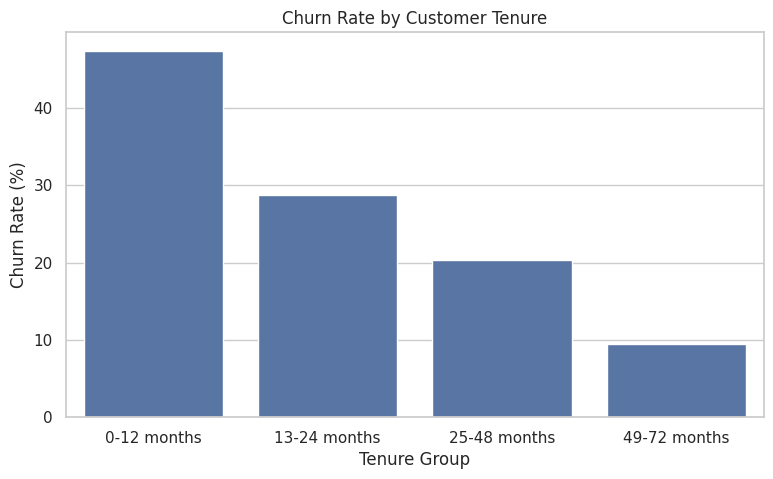 Churn Rate by Customer Tenure
Churn Rate (%)
40
30
20
10
0
0-12 months
13-24 months
25-48 months
49-72 months
Tenure Group